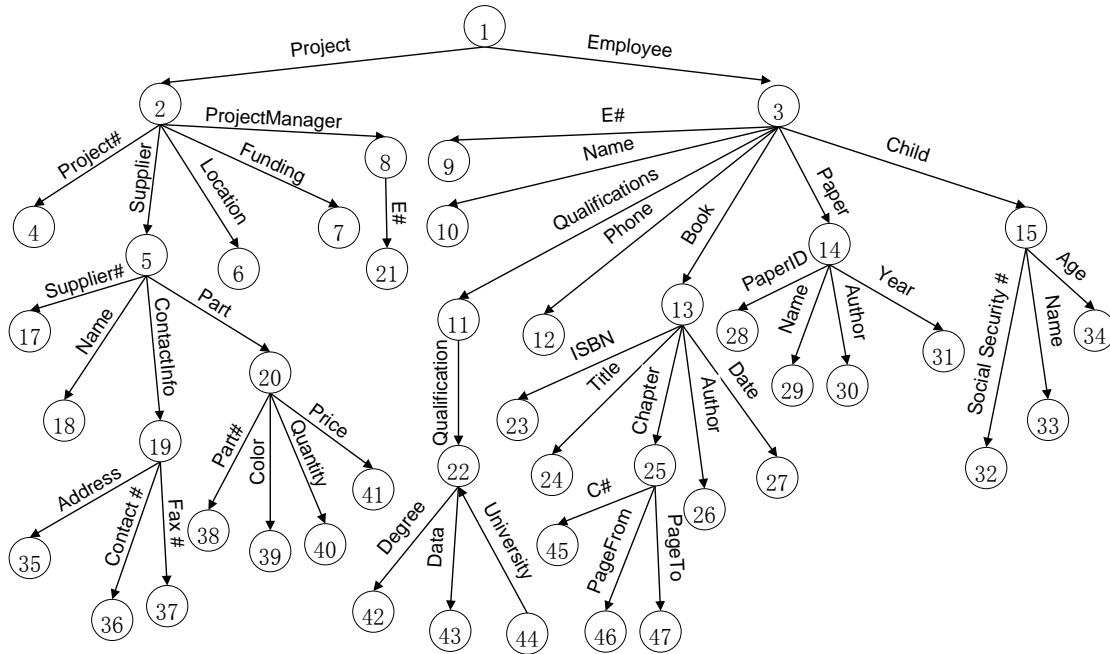 1
Project
Employee
2
3
Project#
Supplier
Location
Funding
ProjectManager
8
E#
4
5
6
7
21
E#
Name
Qualifications
Phone
Book
Paper
Child
9
10
11
12
13
14
15
Supplier#
Name
ContactInfo
Part
17
18
19
20
Address
Contact #
Fax #
35
36
37
Part#
Color
Quantity
Price
38
39
40
41
Qualification
22
Degree
Data
University
42
43
44
ISBN
Title
Chapter
Author
Date
23
24
25
26
27
C#
PageFrom
PageTo
45
46
47
PaperID
Name
Author
Year
28
29
30
31
Social Security #
Name
Age
32
33
34